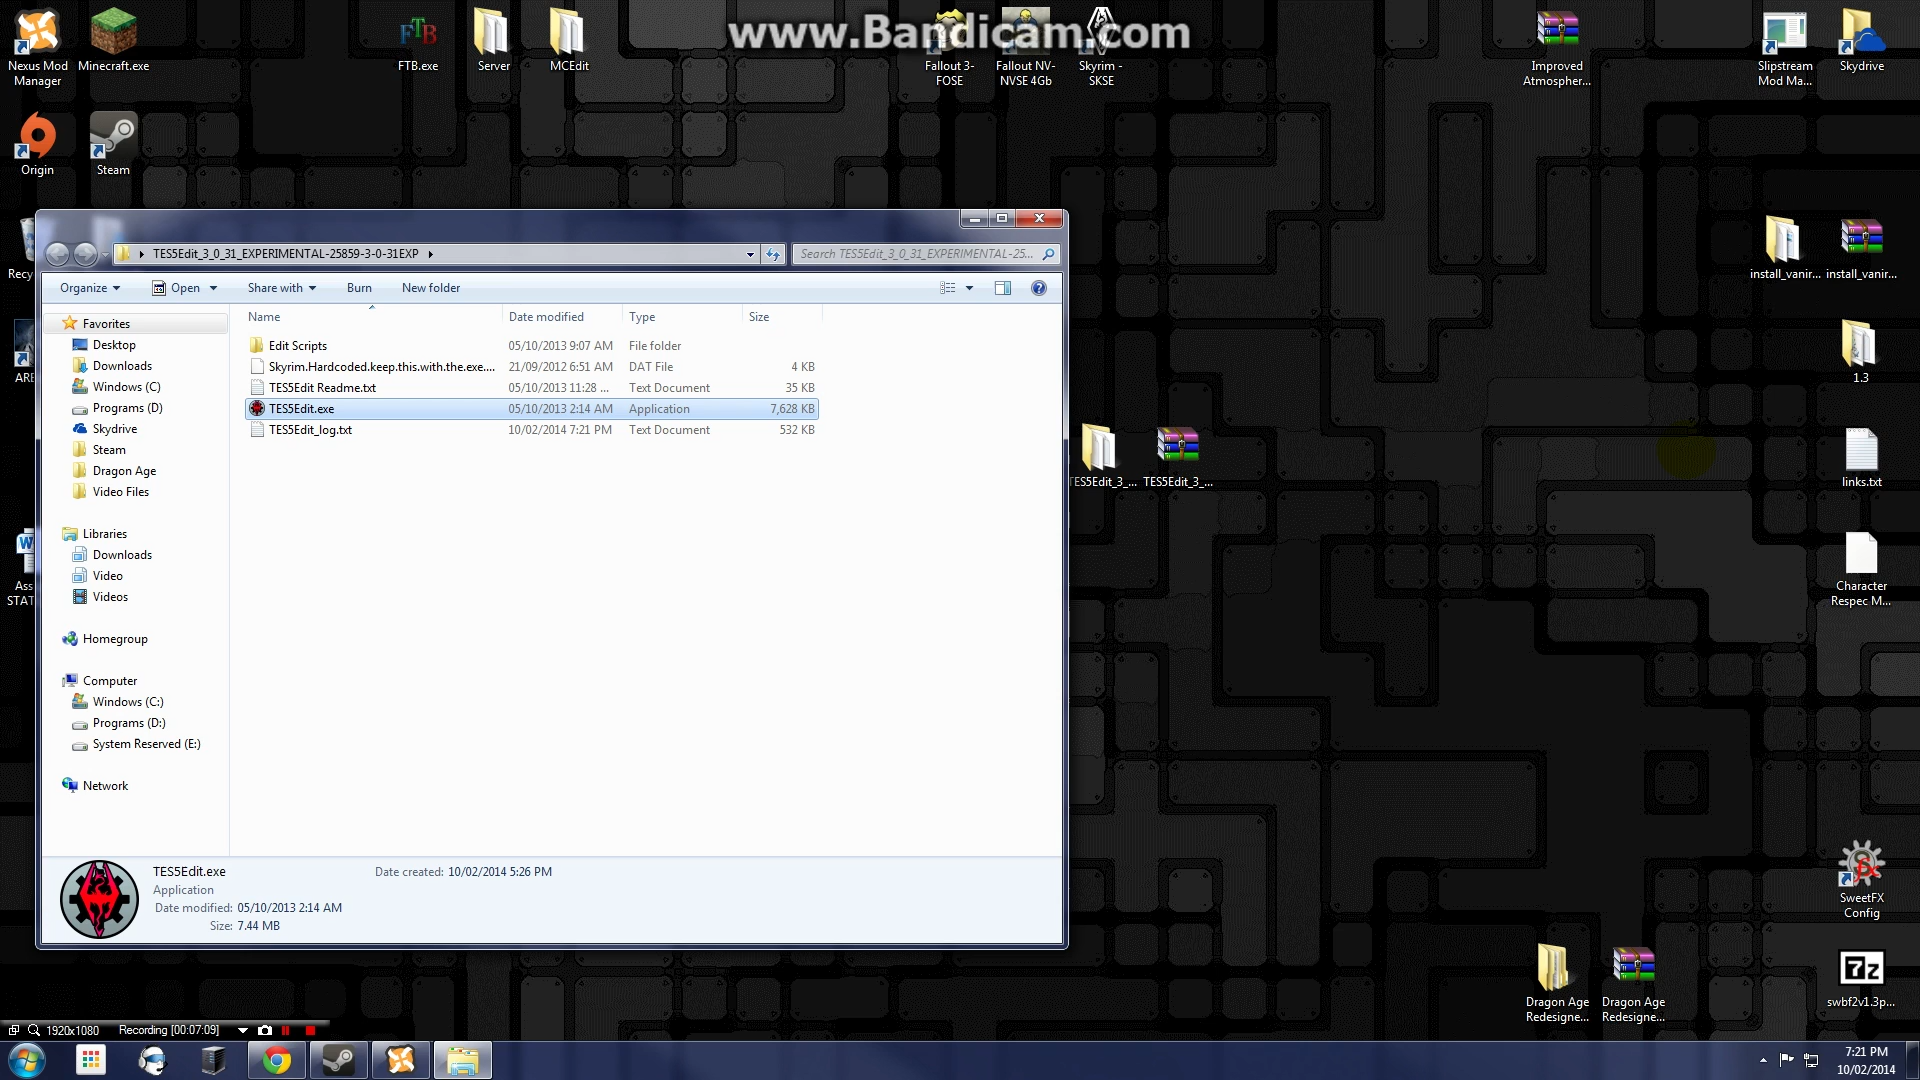 www.Bandicam.com
Nexus Mod
Manager
Minecraft.exe
FTB
FTB.exe
Server
MCEdit
Fallout 3-
FOSE
Fallout NV-
NVSE 4Gb
Skyrim -
SKSE
Improved
Atmospher...
Slipstream
Mod Ma...
Skydrive
Origin
Steam
TES5Edit_3_0_31_EXPERIMENTAL-25859-3-0-31EXP
Search TES5Edit_3_0_31_EXPERIMENTAL-25...
Organize
Open
Share with
Burn
New folder
Name
Date modified
Type
Size
Edit Scripts 05/10/2013 9:07 AM File folder
Skyrim.Hardcoded.keep.this.with.the.exe.... 21/09/2012 6:51 AM DAT File 4 KB
TES5Edit Readme.txt 05/10/2013 11:28 ... Text Document 35 KB
TES5Edit.exe 05/10/2013 2:14 AM Application 7,628 KB
TES5Edit_log.txt 10/02/2014 7:21 PM Text Document 532 KB
Favorites
Desktop
Downloads
Windows (C)
Programs (D)
Skydrive
Steam
Dragon Age
Video Files
Libraries
Downloads
Video
Videos
Homegroup
Computer
Windows (C:)
Programs (D:)
System Reserved (E:)
Network
TES5Edit.exe
Application
Date modified: 05/10/2013 2:14 AM
Size: 7.44 MB
Date created: 10/02/2014 5:26 PM
Recy
ARE
Ass
STAT
TES5Edit_3_...
TES5Edit_3_...
install_vanir...
install_vanir...
1.3
links.txt
Character
Respec M...
SweetFX
Config
Dragon Age
Redesigne...
Dragon Age
Redesigne...
7z
swbf2v1.3p...
1920x1080
Recording [00:07:09]
7:21 PM
10/02/2014